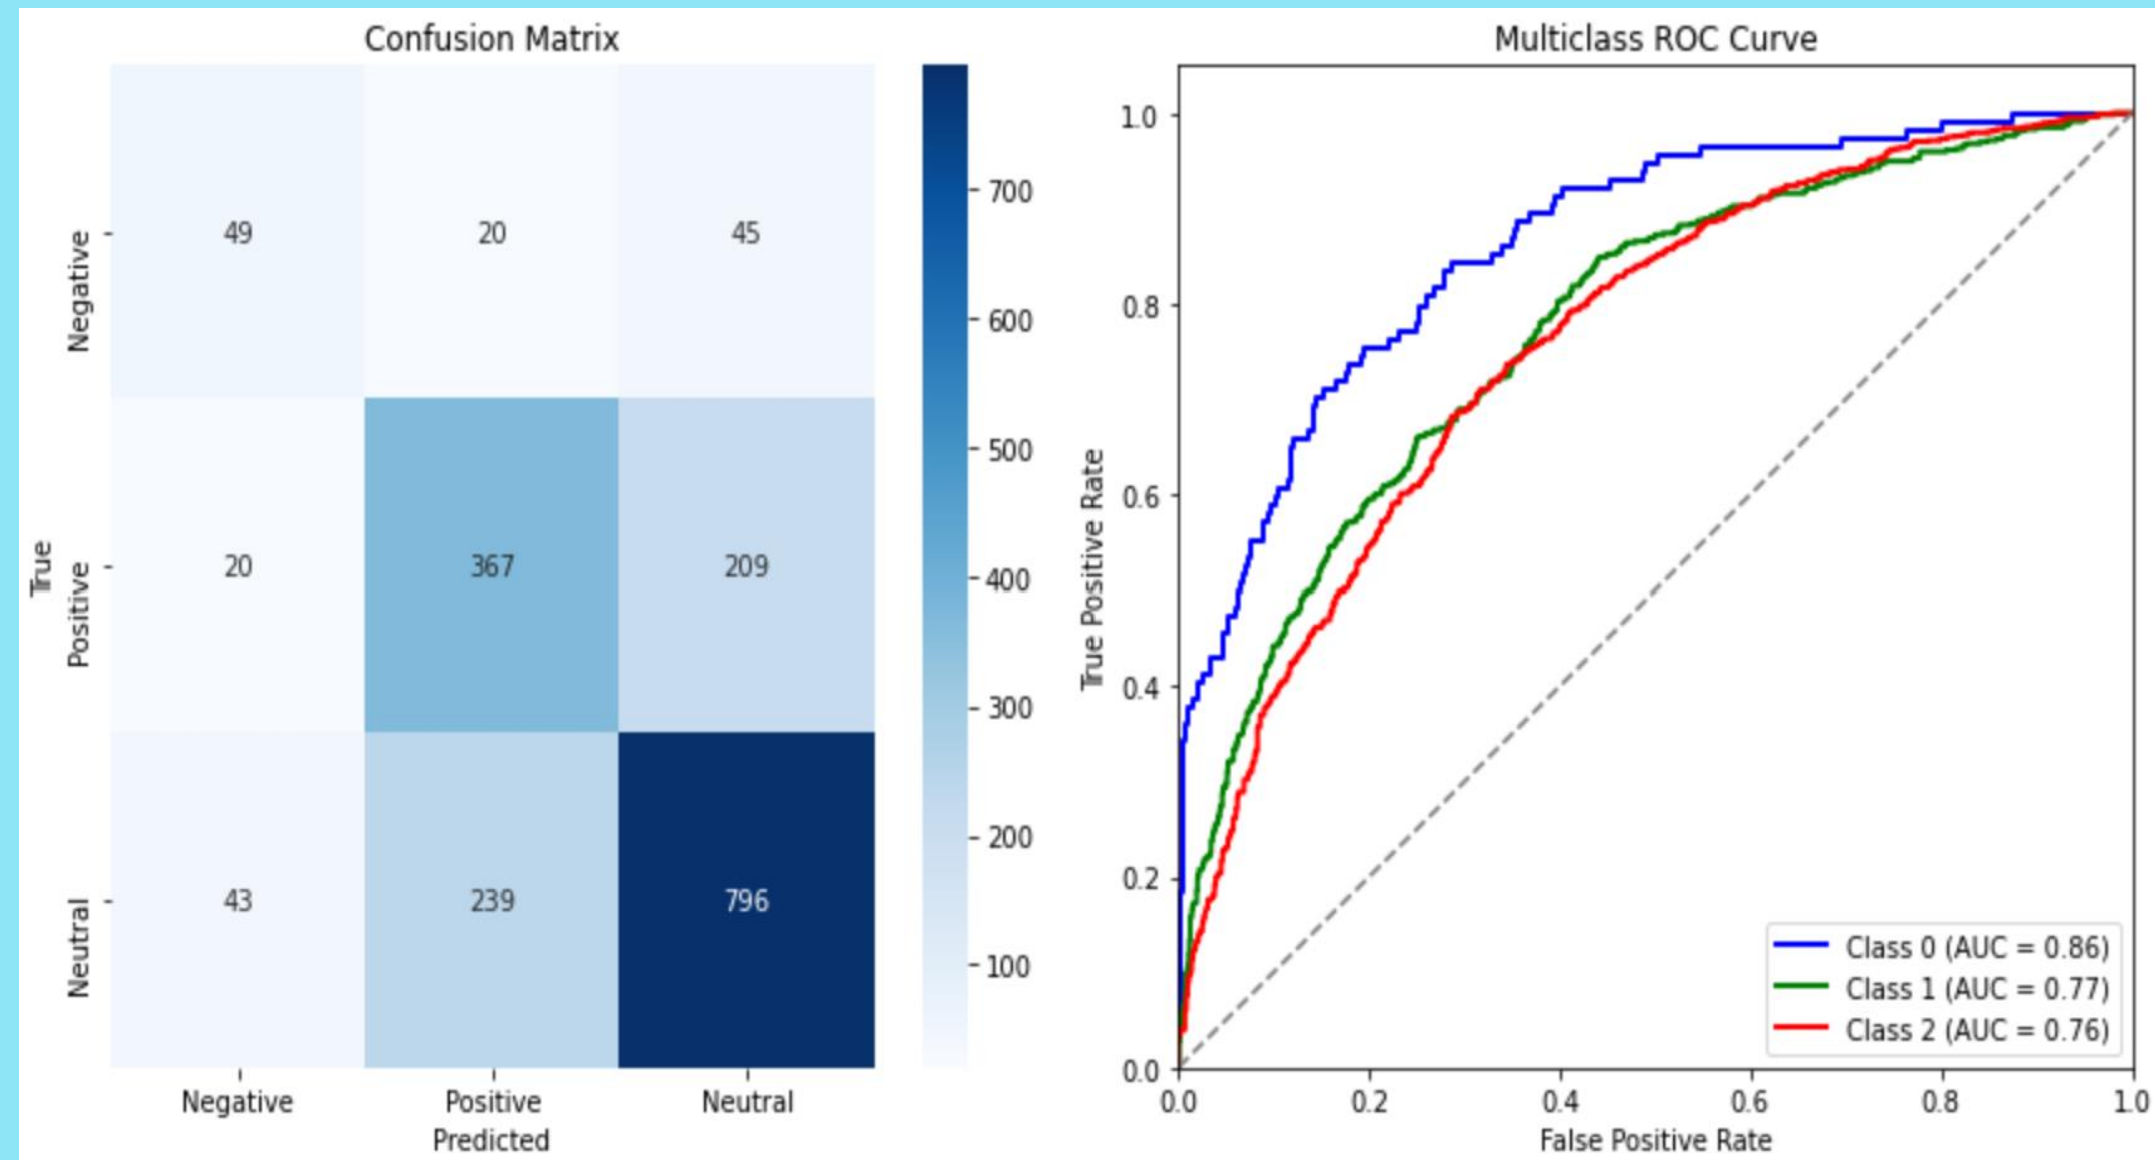 Confusion Matrix
49 20 45
20 367 209
43 239 796
Negative
Positive
Neutral
True
Negative Positive Neutral
Predicted
700
600
500
400
300
200
100
Multiclass ROC Curve
1.0
0.8
0.6
0.4
0.2
0.0
True Positive Rate
Class 0 (AUC = 0.86)
Class 1 (AUC = 0.77)
Class 2 (AUC = 0.76)
0.0 0.2 0.4 0.6 0.8 1.0
False Positive Rate